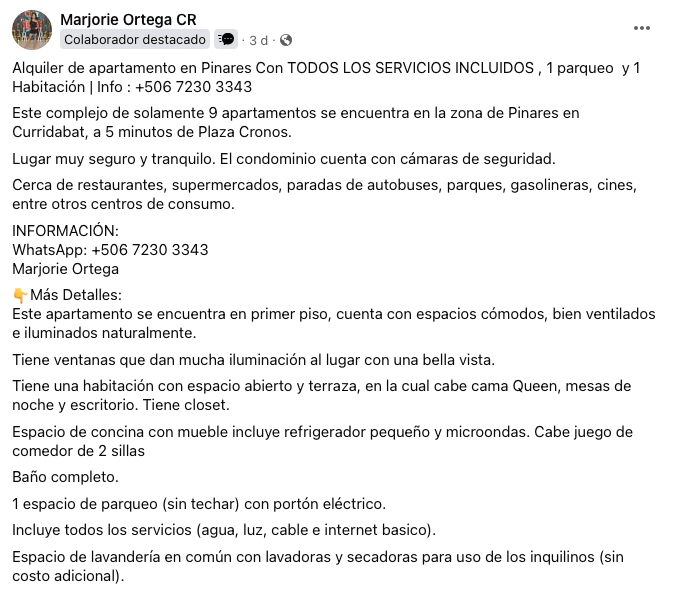 Marjorie Ortega CR
Colaborador destacado · 3 d ·
Alquiler de apartamento en Pinares Con TODOS LOS SERVICIOS INCLUIDOS , 1 parqueo  y 1
Habitación | Info : +506 7230 3343
Este complejo de solamente 9 apartamentos se encuentra en la zona de Pinares en
Curridabat, a 5 minutos de Plaza Cronos.
Lugar muy seguro y tranquilo. El condominio cuenta con cámaras de seguridad.
Cerca de restaurantes, supermercados, paradas de autobuses, parques, gasolineras, cines,
entre otros centros de consumo.
INFORMACIÓN:
WhatsApp: +506 7230 3343
Marjorie Ortega
👇Más Detalles:
Este apartamento se encuentra en primer piso, cuenta con espacios cómodos, bien ventilados
e iluminados naturalmente.
Tiene ventanas que dan mucha iluminación al lugar con una bella vista.
Tiene una habitación con espacio abierto y terraza, en la cual cabe cama Queen, mesas de
noche y escritorio. Tiene closet.
Espacio de concina con mueble incluye refrigerador pequeño y microondas. Cabe juego de
comedor de 2 sillas
Baño completo.
1 espacio de parqueo (sin techar) con portón eléctrico.
Incluye todos los servicios (agua, luz, cable e internet basico).
Espacio de lavandería en común con lavadoras y secadoras para uso de los inquilinos (sin
costo adicional).